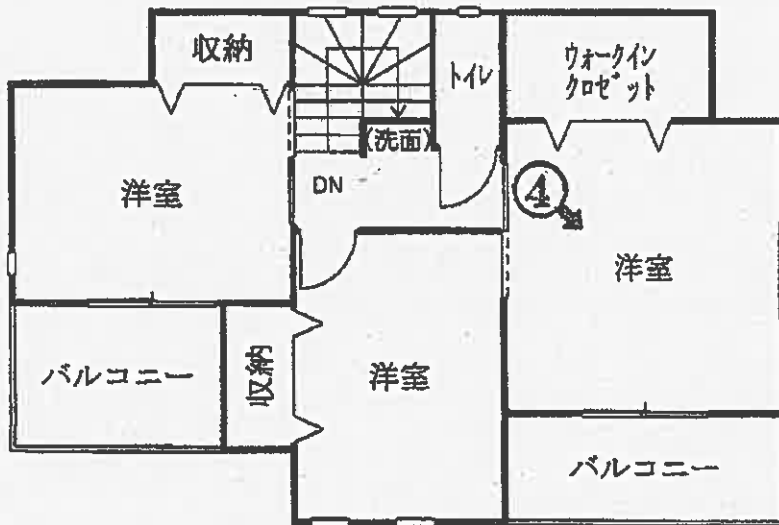 収納
トイレ
ウォークイン
クロゼット
(洗面)
DN
洋室
④
洋室
バルコニー
収納
洋室
バルコニー